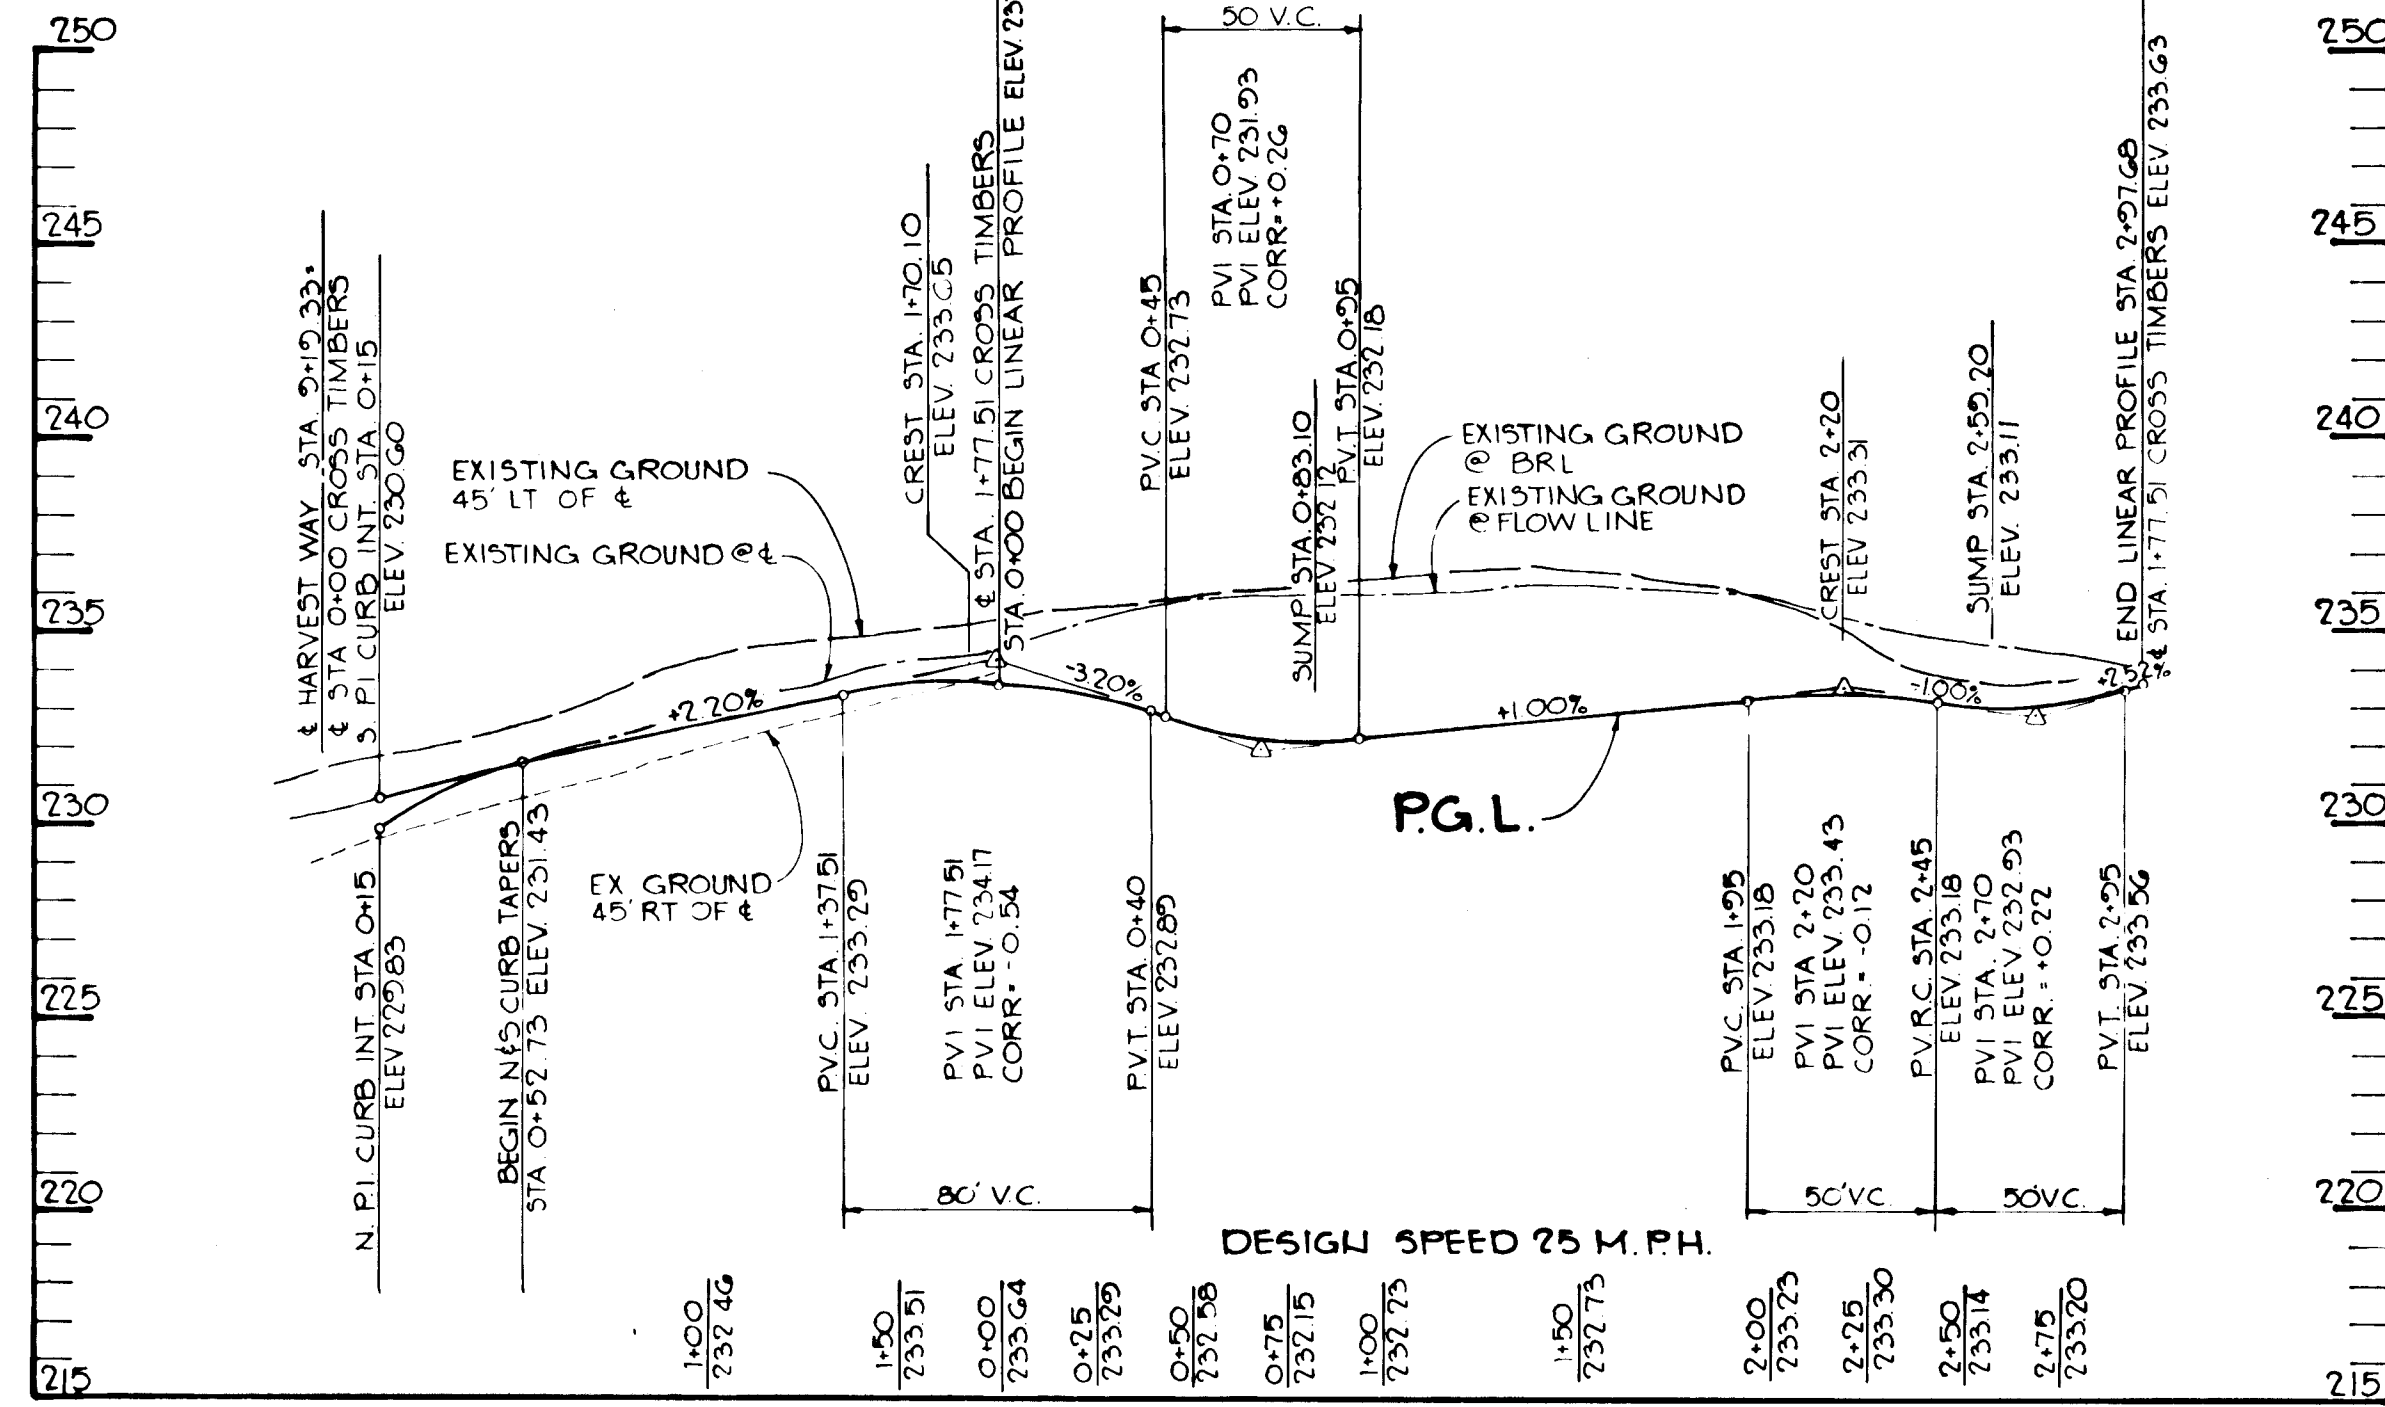 250
245
240
235
230
225
220
215
℄ HARVEST WAY STA. 9+19.33=
℄ STA 0+00 CROSS TIMBERS
S. PI CURB INT. STA. 0+15
ELEV. 230.60
EXISTING GROUND
45' LT OF ℄
EXISTING GROUND @ ℄
CREST STA. 1+70.10
ELEV. 233.65
℄ STA. 1+77.51 CROSS TIMBERS
STA. 0+00 BEGIN LINEAR PROFILE ELEV.
50 V.C.
PVI STA. 0+70
PVI ELEV. 231.93
CORR=+0.26
P.V.C. STA 0+45
ELEV. 232.73
SUMP STA. 0+83.10
ELEV 232.12
P.V.T. STA. 0+95
ELEV. 232.18
EXISTING GROUND
@ BRL
EXISTING GROUND
@ FLOW LINE
CREST STA 2+20
ELEV 233.31
SUMP STA. 2+59.20
ELEV. 233.11
END LINEAR PROFILE STA. 2+97.68
℄ STA. 1+77.51 CROSS TIMBERS ELEV. 233.63
250
245
240
235
230
225
220
215
+2.20%
-3.20%
+1.00%
-1.00%
+2.52%
P.G.L.
N. P.I. CURB INT. STA. 0+15
ELEV 229.83
BEGIN N&S CURB TAPERS
STA. 0+52.73 ELEV. 231.43
EX. GROUND
45' RT OF ℄
P.V.C. STA. 1+37.51
ELEV. 233.29
PVI STA. 1+77.51
PVI ELEV. 234.17
CORR= -0.54
P.V.T. STA. 0+40
ELEV. 232.89
80' V.C.
P.V.C. STA. 1+95
ELEV. 233.18
PVI STA 2+20
PVI ELEV. 233.43
CORR.= -0.12
P.V.R.C. STA. 2+45
ELEV. 233.18
PVI STA. 2+70
PVI ELEV. 232.93
CORR. = +0.22
P.V.T. STA. 2+95
ELEV. 233.56
50' V.C.
50' V.C.
DESIGN SPEED 25 M.P.H.
1+00
232.46
1+50
233.51
0+00
233.64
0+25
233.29
0+50
232.58
0+75
232.15
1+00
232.23
1+50
232.73
2+00
233.23
2+25
233.30
2+50
233.14
2+75
233.20